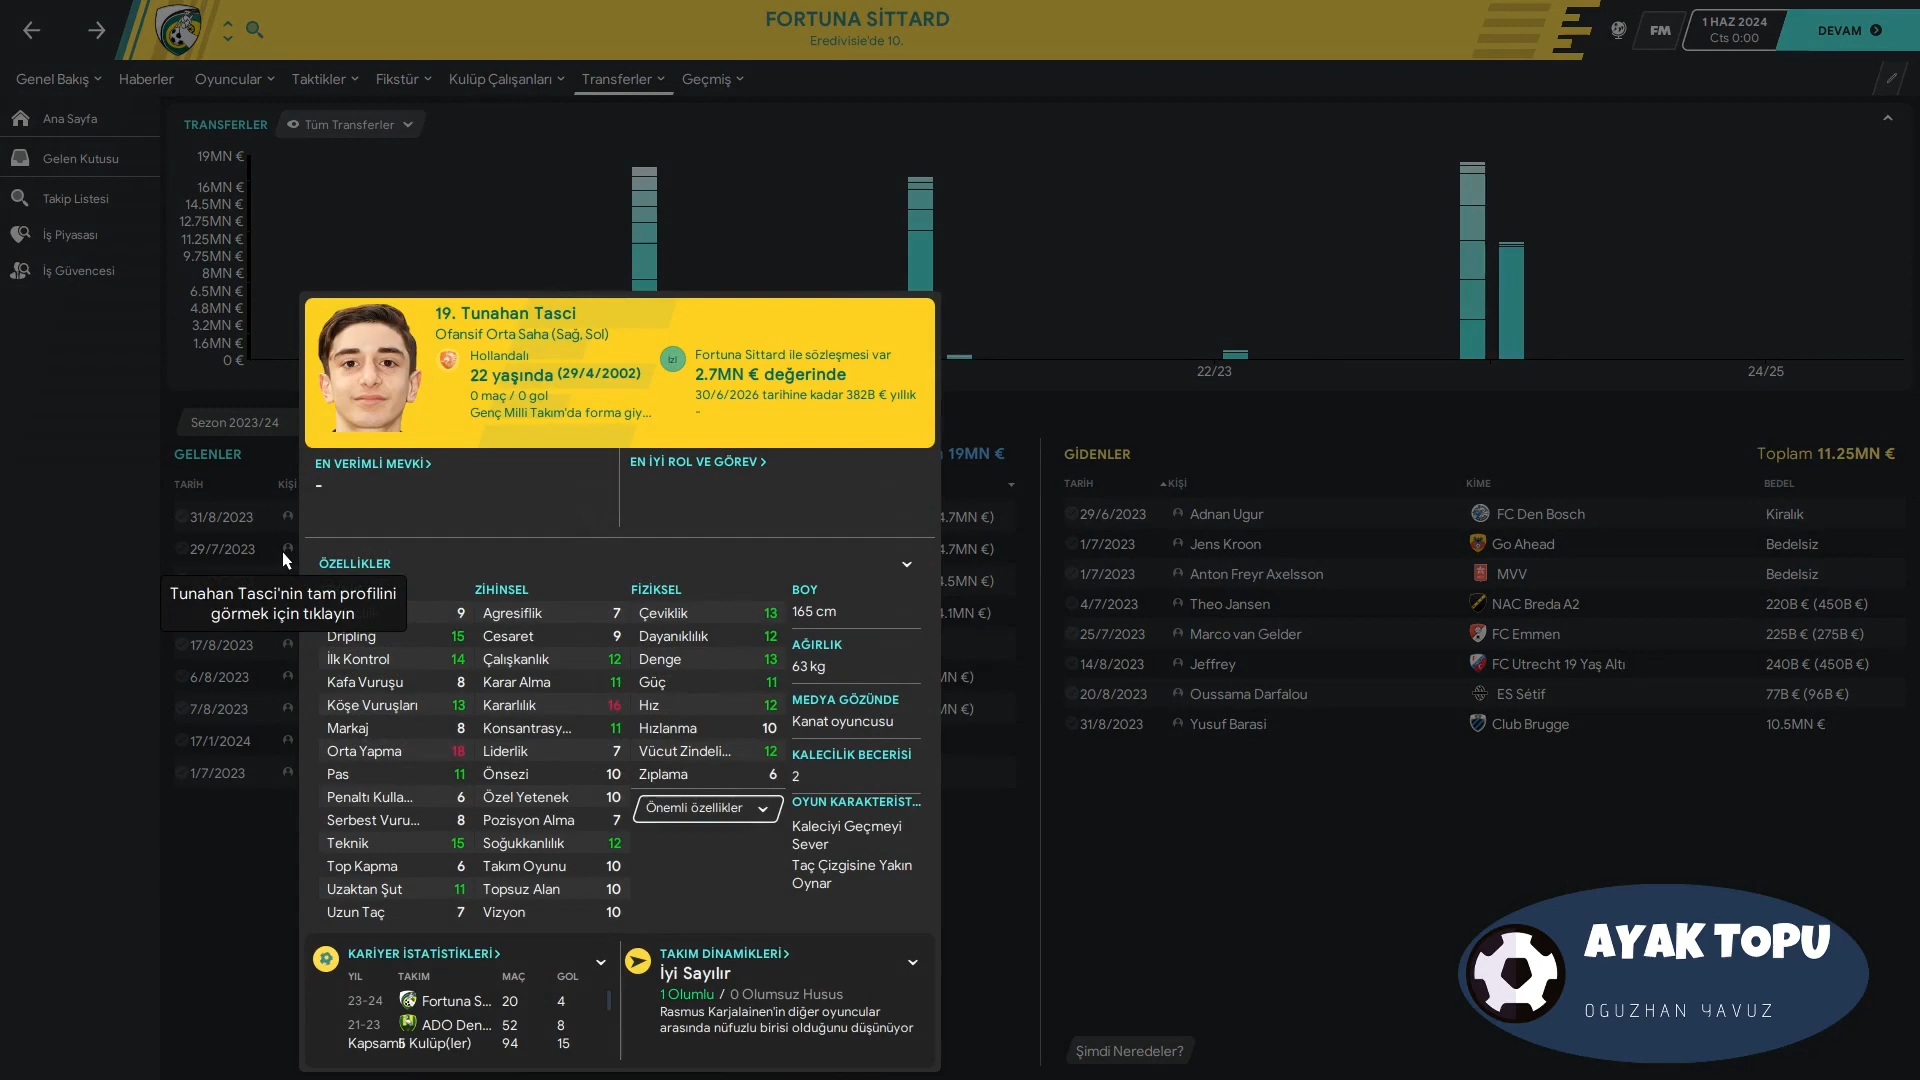 FORTUNA SİTTARD
Eredivisie'de 10.
FM
1 HAZ 2024
Cts 0:00
DEVAM
Genel Bakış
Haberler
Oyuncular
Taktikler
Fikstür
Kulüp Çalışanları
Transferler
Geçmiş
Ana Sayfa
Gelen Kutusu
Takip Listesi
İş Piyasası
İş Güvencesi
TRANSFERLER
Tüm Transferler
19MN €
16MN €
14.5MN €
12.75MN €
11.25MN €
9.75MN €
8MN €
6.5MN €
4.8MN €
3.2MN €
1.6MN €
0 €
22/23
24/25
19. Tunahan Tasci
Ofansif Orta Saha (Sağ, Sol)
Hollandalı
22 yaşında (29/4/2002)
0 maç / 0 gol
Genç Milli Takım'da forma giy...
İzl
Fortuna Sittard ile sözleşmesi var
2.7MN € değerinde
30/6/2026 tarihine kadar 382B € yıllık
-
EN VERİMLİ MEVKİ
-
EN İYİ ROL VE GÖREV
Sezon 2023/24
GELENLER
19MN €
TARİH KİŞİ
31/8/2023
4.7MN €)
29/7/2023
4.7MN €)
.5MN €)
.1MN €)
17/8/2023
6/8/2023
MN €)
7/8/2023
MN €)
17/1/2024
1/7/2023
Tunahan Tasci'nin tam profilini
görmek için tıklayın
ÖZELLİKLER
9
Dripling 15
İlk Kontrol 14
Kafa Vuruşu 8
Köşe Vuruşları 13
Markaj 8
Orta Yapma 18
Pas 11
Penaltı Kulla... 6
Serbest Vuru... 8
Teknik 15
Top Kapma 6
Uzaktan Şut 11
Uzun Taç 7
ZİHİNSEL
Agresiflik 7
Cesaret 9
Çalışkanlık 12
Karar Alma 11
Kararlılık 16
Konsantrasy... 11
Liderlik 7
Önsezi 10
Özel Yetenek 10
Pozisyon Alma 7
Soğukkanlılık 12
Takım Oyunu 10
Topsuz Alan 10
Vizyon 10
FİZİKSEL
Çeviklik 13
Dayanıklılık 12
Denge 13
Güç 11
Hız 12
Hızlanma 10
Vücut Zindeli... 12
Zıplama 6
Önemli özellikler
BOY
165 cm
AĞIRLIK
63 kg
MEDYA GÖZÜNDE
Kanat oyuncusu
KALECİLİK BECERİSİ
2
OYUN KARAKTERİST...
Kaleciyi Geçmeyi
Sever
Taç Çizgisine Yakın
Oynar
KARİYER İSTATİSTİKLERİ
YIL TAKIM MAÇ GOL
23-24 Fortuna S... 20 4
21-23 ADO Den... 52 8
Kapsamlı 5 Kulüp(ler) 94 15
TAKIM DİNAMİKLERİ
İyi Sayılır
1 Olumlu / 0 Olumsuz Husus
Rasmus Karjalainen'in diğer oyuncular
arasında nüfuzlu birisi olduğunu düşünüyor
GİDENLER
Toplam 11.25MN €
TARİH KİŞİ KİME BEDEL
29/6/2023 Adnan Ugur FC Den Bosch Kiralık
1/7/2023 Jens Kroon Go Ahead Bedelsiz
1/7/2023 Anton Freyr Axelsson MVV Bedelsiz
4/7/2023 Theo Jansen NAC Breda A2 220B € (450B €)
25/7/2023 Marco van Gelder FC Emmen 225B € (275B €)
14/8/2023 Jeffrey FC Utrecht 19 Yaş Altı 240B € (450B €)
20/8/2023 Oussama Darfalou ES Sétif 77B € (96B €)
31/8/2023 Yusuf Barasi Club Brugge 10.5MN €
Şimdi Neredeler?
AYAK TOPU
OGUZHAN YAVUZ